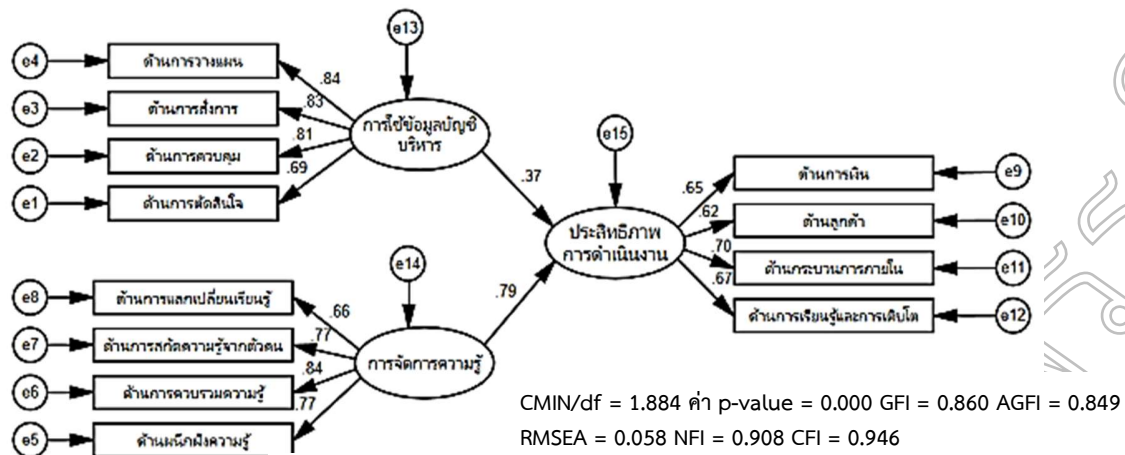 e13
e4
ด้านการวางแผน
.84
e3
ด้านการสั่งการ
.83
การใช้ข้อมูลบัญชี
บริหาร
e15
e2
ด้านการควบคุม
.81
e1
ด้านการตัดสินใจ
.69
.37
.65
ด้านการเงิน
e9
ประสิทธิภาพ
การดำเนินงาน
.62
ด้านลูกค้า
e10
.70
ด้านกระบวนการภายใน
e11
.67
ด้านการเรียนรู้และการเติบโต
e12
e14
.79
e8
ด้านการแลกเปลี่ยนเรียนรู้
.66
e7
ด้านการสกัดความรู้จากตัวคน
.77
การจัดการความรู้
e6
ด้านการควบรวมความรู้
.84
e5
ด้านผนึกฝังความรู้
.77
CMIN/df = 1.884 ค่า p-value = 0.000 GFI = 0.860 AGFI = 0.849
RMSEA = 0.058 NFI = 0.908 CFI = 0.946